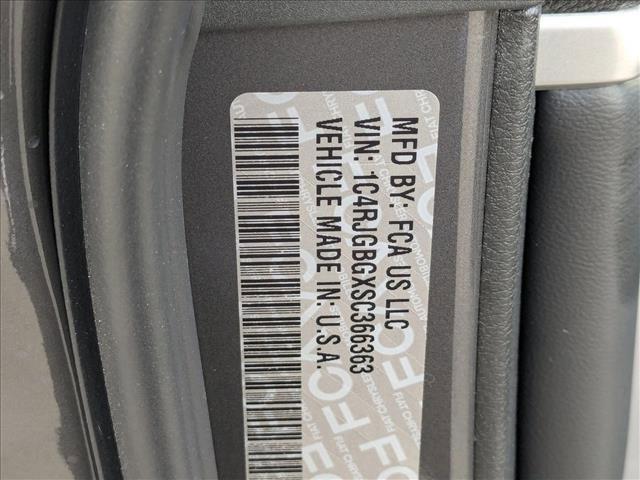 MFD BY: FCA US LLC
VIN: 1C4RJGBGXSC366363
VEHICLE MADE IN: U.S.A.